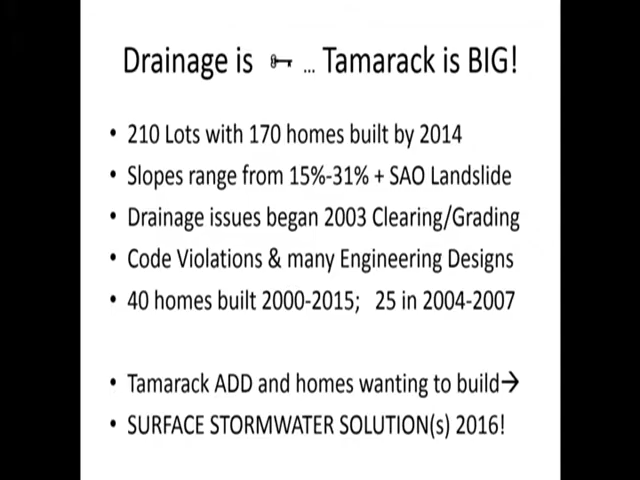 Drainage is ... Tamarack is BIG!
• 210 Lots with 170 homes built by 2014
• Slopes range from 15%-31% + SAO Landslide
• Drainage issues began 2003 Clearing/Grading
• Code Violations & many Engineering Designs
• 40 homes built 2000-2015; 25 in 2004-2007
• Tamarack ADD and homes wanting to build→
• SURFACE STORMWATER SOLUTION(s) 2016!